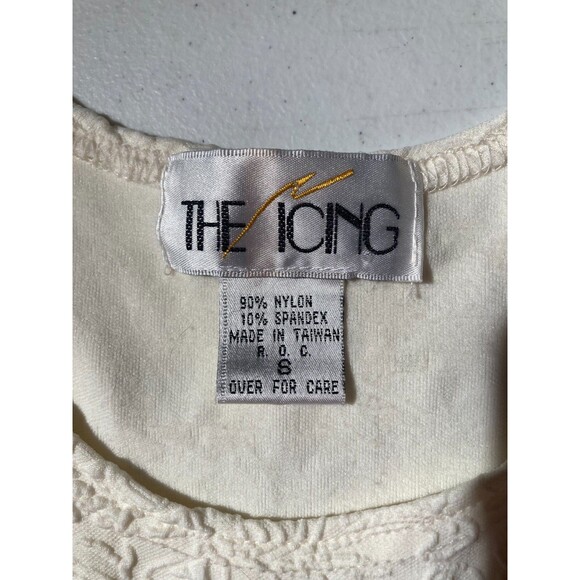 THE ICING
90% NYLON
10% SPANDEX
MADE IN TAIWAN
R. O. C.
S
OVER FOR CARE